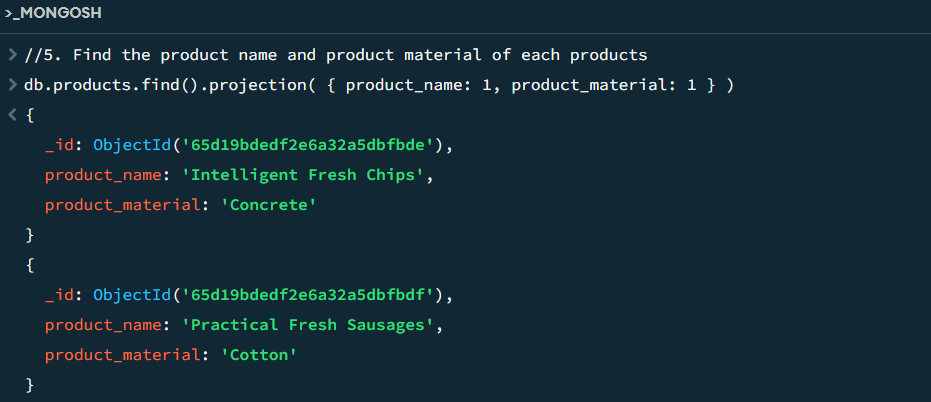 >_MONGOSH
> //5. Find the product name and product material of each products
> db.products.find().projection( { product_name: 1, product_material: 1 } )
< {
_id: ObjectId('65d19bdedf2e6a32a5dbfbde'),
product_name: 'Intelligent Fresh Chips',
product_material: 'Concrete'
}
{
_id: ObjectId('65d19bdedf2e6a32a5dbfbdf'),
product_name: 'Practical Fresh Sausages',
product_material: 'Cotton'
}